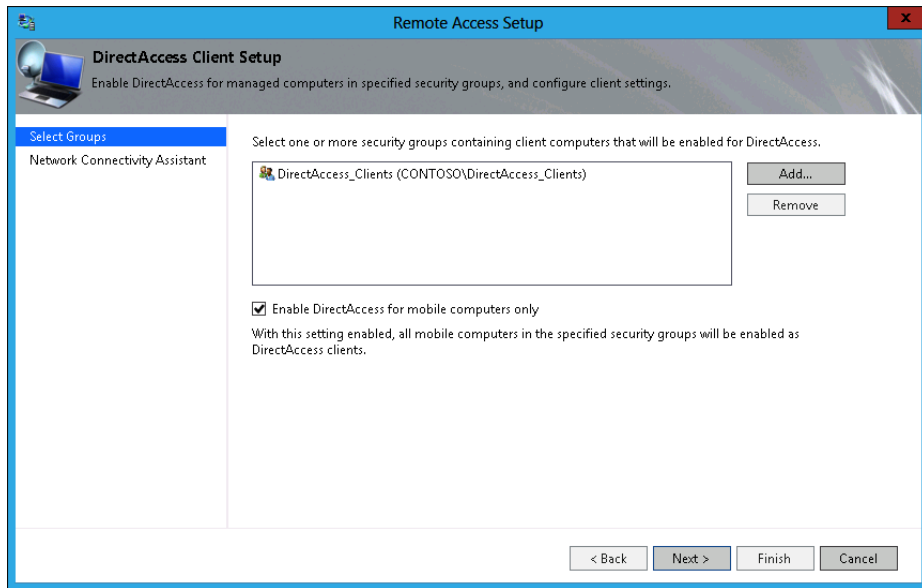 Remote Access Setup
x
DirectAccess Client Setup
Enable DirectAccess for managed computers in specified security groups, and configure client settings.
Select Groups
Network Connectivity Assistant
Select one or more security groups containing client computers that will be enabled for DirectAccess.
DirectAccess_Clients (CONTOSO\DirectAccess_Clients)
Add...
Remove
Enable DirectAccess for mobile computers only
With this setting enabled, all mobile computers in the specified security groups will be enabled as
DirectAccess clients.
< Back
Next >
Finish
Cancel